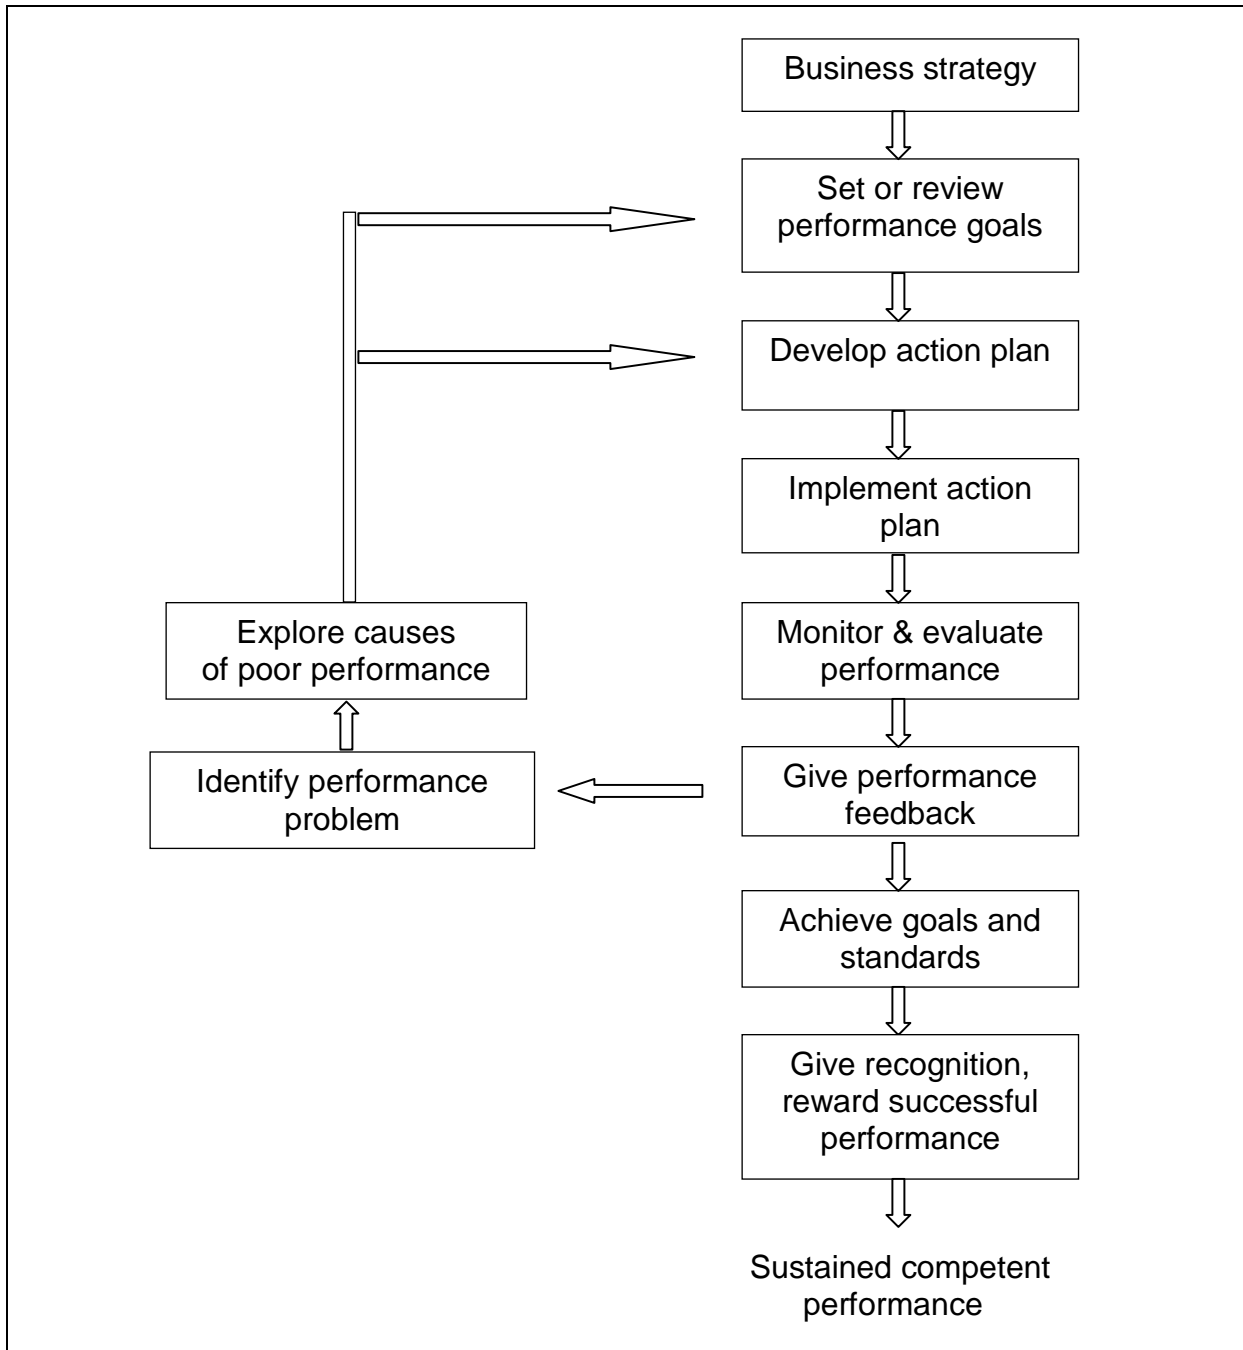 Business strategy
Set or review
performance goals
Develop action plan
Implement action
plan
Explore causes
of poor performance
Monitor & evaluate
performance
Identify performance
problem
Give performance
feedback
Achieve goals and
standards
Give recognition,
reward successful
performance
Sustained competent
performance